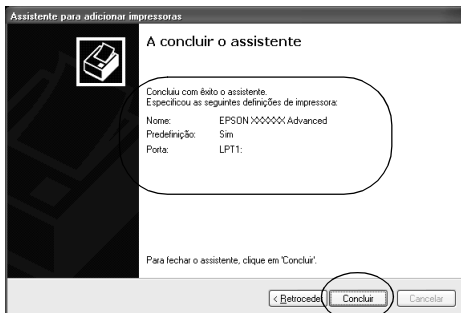 Assistente para adicionar impressoras
A concluir o assistente
Concluiu com êxito o assistente.
Especificou as seguintes definições de impressora:
Nome: EPSON XXXXXX Advanced
Predefinição: Sim
Porta: LPT1:
Para fechar o assistente, clique em 'Concluir'.
< Retroceder Concluir Cancelar